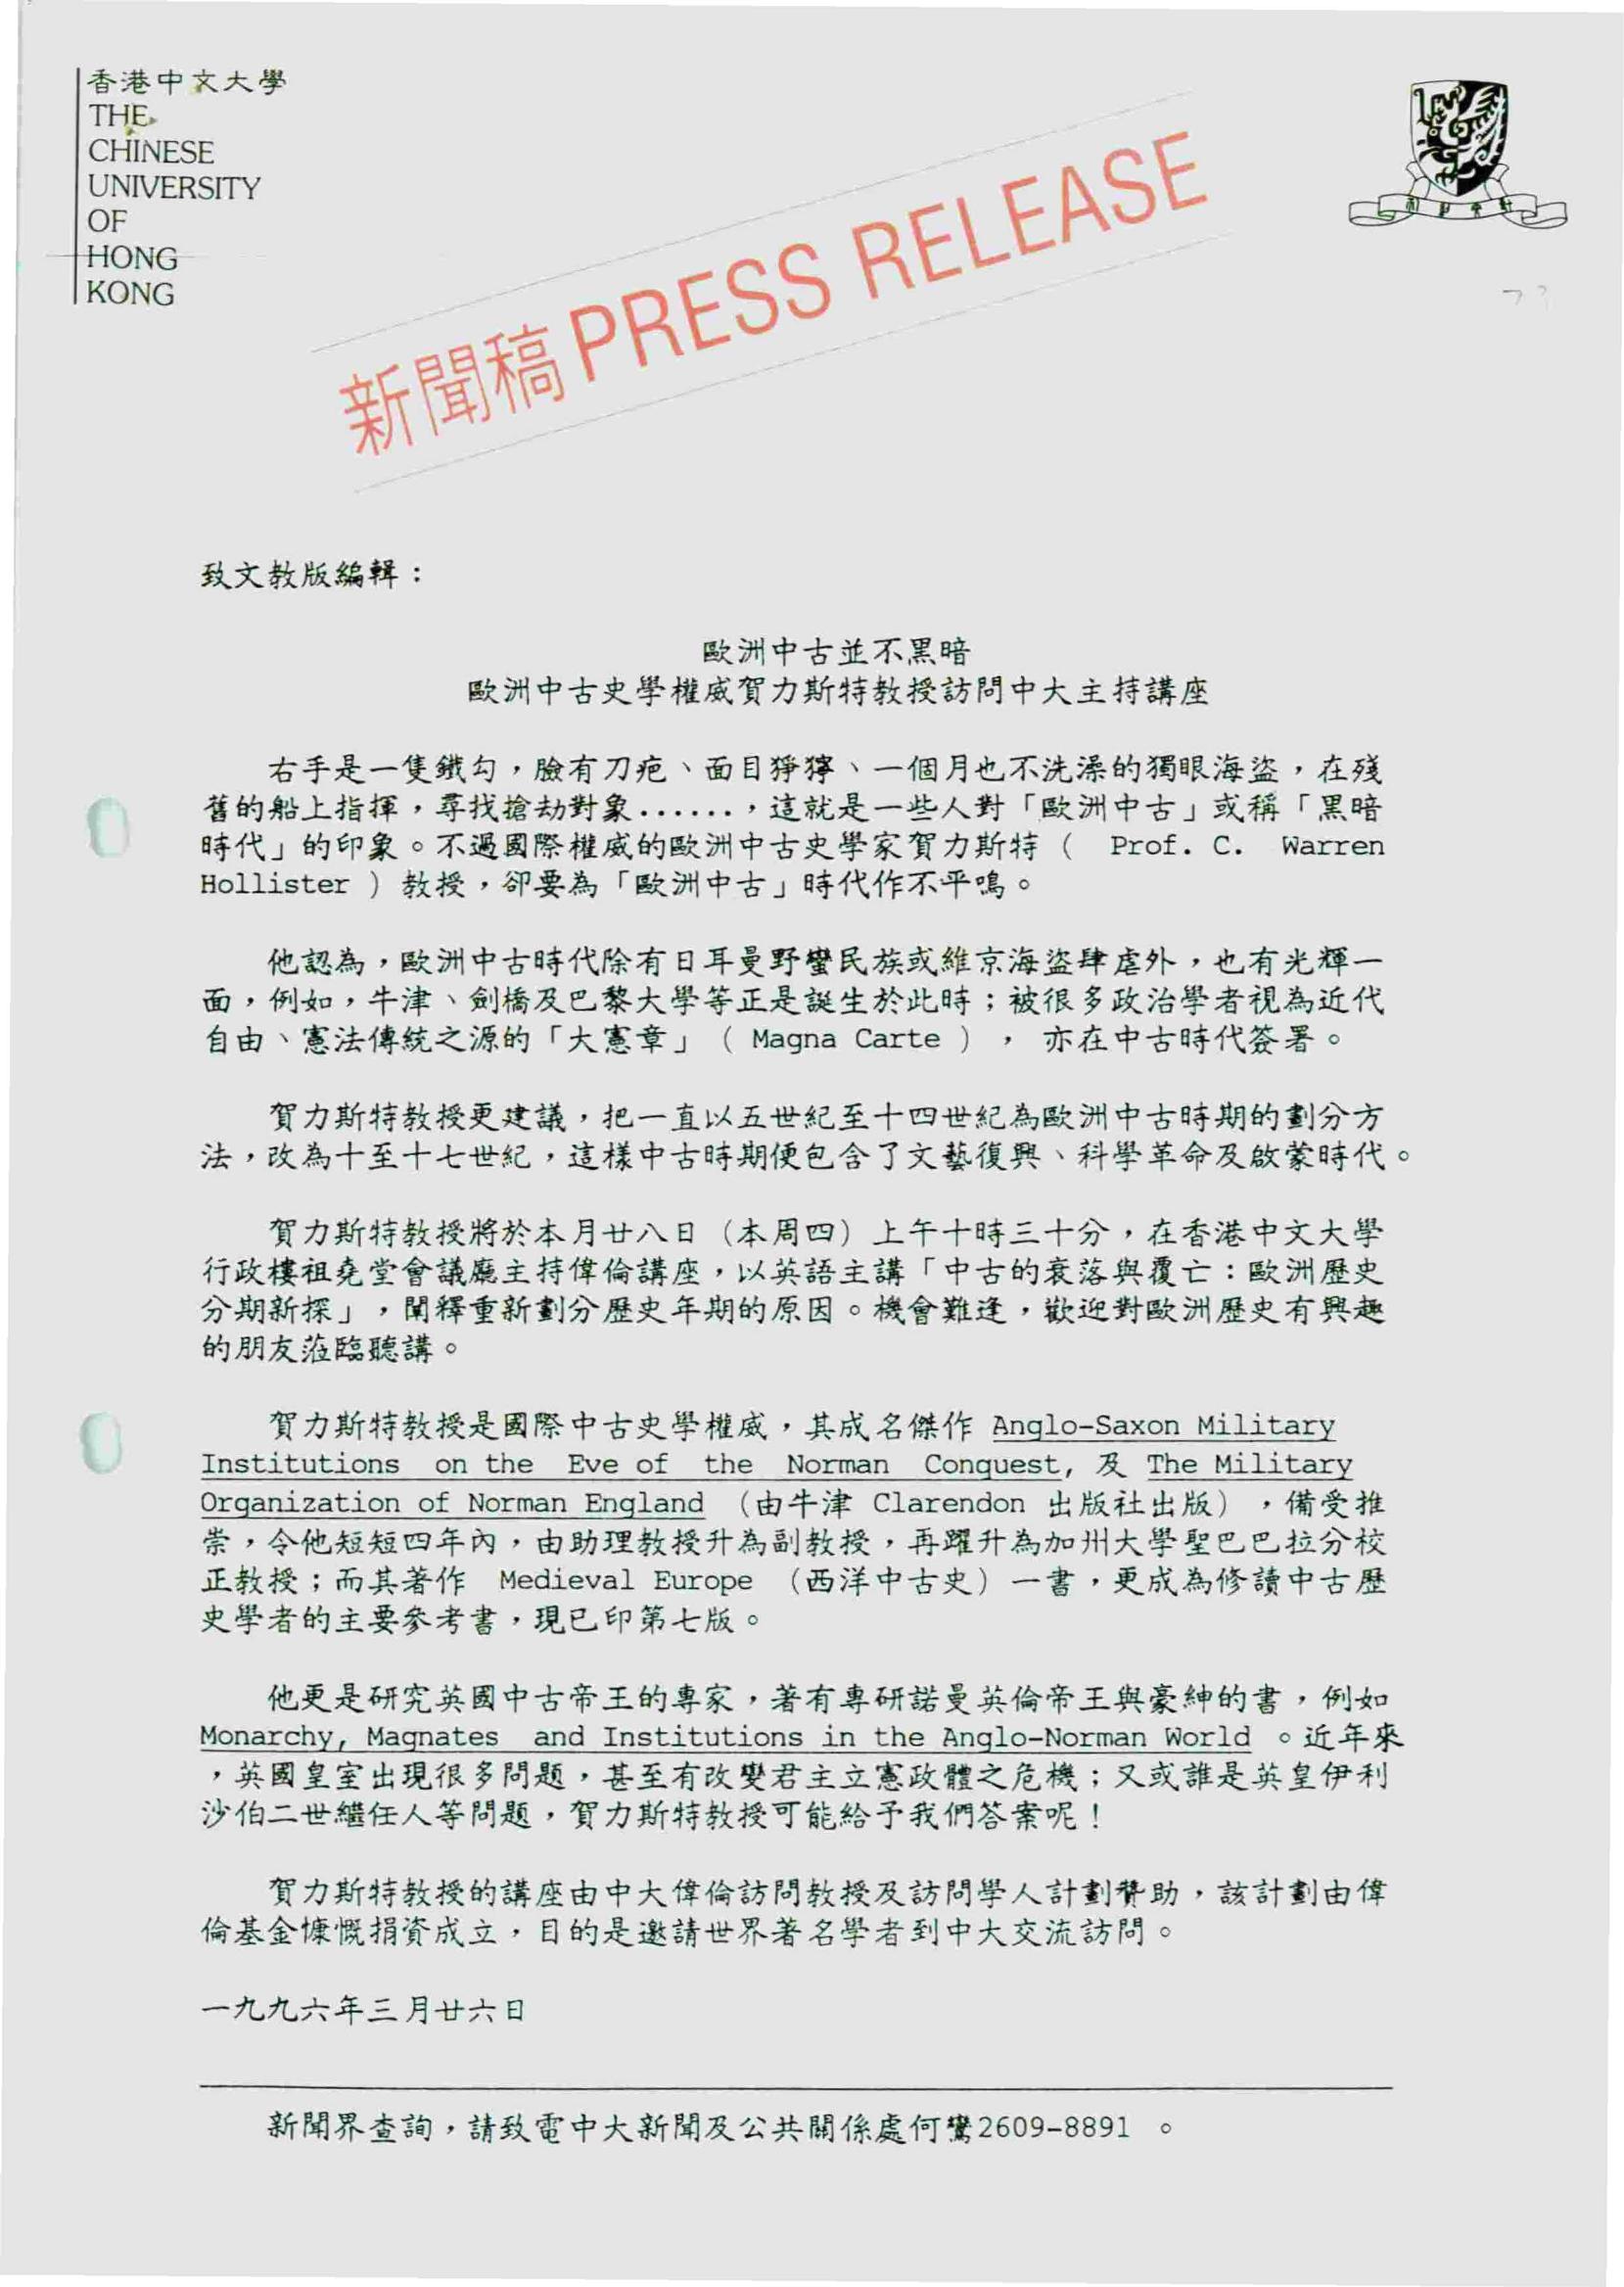 香港中文大學
THE
CHINESE
UNIVERSITY
OF
HONG
KONG
新聞稿 PRESS RELEASE
致文教版編輯：
歐洲中古並不黑暗
歐洲中古史學權威賀力斯特教授訪問中大主持講座
右手是一隻鐵勾，臉有刀疤、面目猙獰、一個月也不洗澡的獨眼海盜，在殘
舊的船上指揮，尋找搶劫對象......，這就是一些人對「歐洲中古」或稱「黑暗
時代」的印象。不過國際權威的歐洲中古史學家賀力斯特（ Prof. C. Warren
Hollister ）教授，卻要為「歐洲中古」時代作不平鳴。
他認為，歐洲中古時代除有日耳曼野蠻民族或維京海盜肆虐外，也有光輝一
面，例如，牛津、劍橋及巴黎大學等正是誕生於此時；被很多政治學者視為近代
自由、憲法傳統之源的「大憲章」（ Magna Carte ）， 亦在中古時代簽署。
賀力斯特教授更建議，把一直以五世紀至十四世紀為歐洲中古時期的劃分方
法，改為十至十七世紀，這樣中古時期便包含了文藝復興、科學革命及啟蒙時代。
賀力斯特教授將於本月廿八日（本周四）上午十時三十分，在香港中文大學
行政樓祖堯堂會議廳主持偉倫講座，以英語主講「中古的衰落與覆亡：歐洲歷史
分期新探」，闡釋重新劃分歷史年期的原因。機會難逢，歡迎對歐洲歷史有興趣
的朋友蒞臨聽講。
賀力斯特教授是國際中古史學權威，其成名傑作 Anglo-Saxon Military
Institutions on the Eve of the Norman Conquest, 及 The Military
Organization of Norman England （由牛津 Clarendon 出版社出版），備受推
崇，令他短短四年內，由助理教授升為副教授，再躍升為加州大學聖巴巴拉分校
正教授；而其著作 Medieval Europe （西洋中古史）一書，更成為修讀中古歷
史學者的主要參考書，現已印第七版。
他更是研究英國中古帝王的專家，著有專研諾曼英倫帝王與豪紳的書，例如
Monarchy, Magnates and Institutions in the Anglo-Norman World 。近年來
，英國皇室出現很多問題，甚至有改變君主立憲政體之危機；又或誰是英皇伊利
沙伯二世繼任人等問題，賀力斯特教授可能給予我們答案呢！
賀力斯特教授的講座由中大偉倫訪問教授及訪問學人計劃贊助，該計劃由偉
倫基金慷慨捐資成立，目的是邀請世界著名學者到中大交流訪問。
一九九六年三月廿六日
新聞界查詢，請致電中大新聞及公共關係處何鸞2609-8891 。